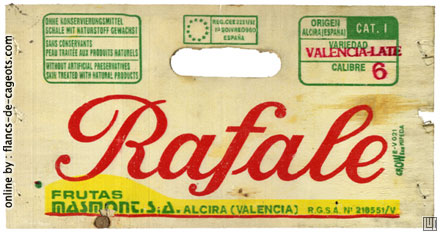 OHNE KONSERVIERUNGSMITTEL
SCHALE MIT NATURSTOFF GEWACHST
SANS CONSERVANTS
PEAU TRAITÉE AUX PRODUITS NATURELS
WITHOUT ARTIFICIAL PRESERVATIVES
SKIN TREATED WITH NATURAL PRODUCTS
ESPAÑA
ORIGEN
ALCIRA (ESPAÑA)
CAT. I
VARIEDAD
VALENCIA-LATE
CALIBRE 6
Rafale
FRUTAS
MASMONT, S.A. ALCIRA (VALENCIA) R.G.S.A. Nº 218551/V
online by : flancs-de-cageots.com